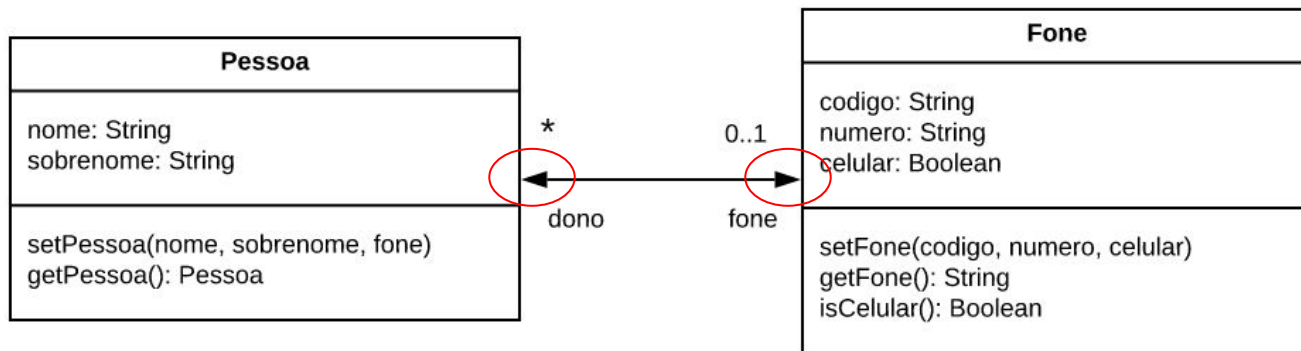 Pessoa
nome: String
sobrenome: String
setPessoa(nome, sobrenome, fone)
getPessoa(): Pessoa
*
0..1
dono
fone
Fone
codigo: String
numero: String
celular: Boolean
setFone(codigo, numero, celular)
getFone(): String
isCelular(): Boolean